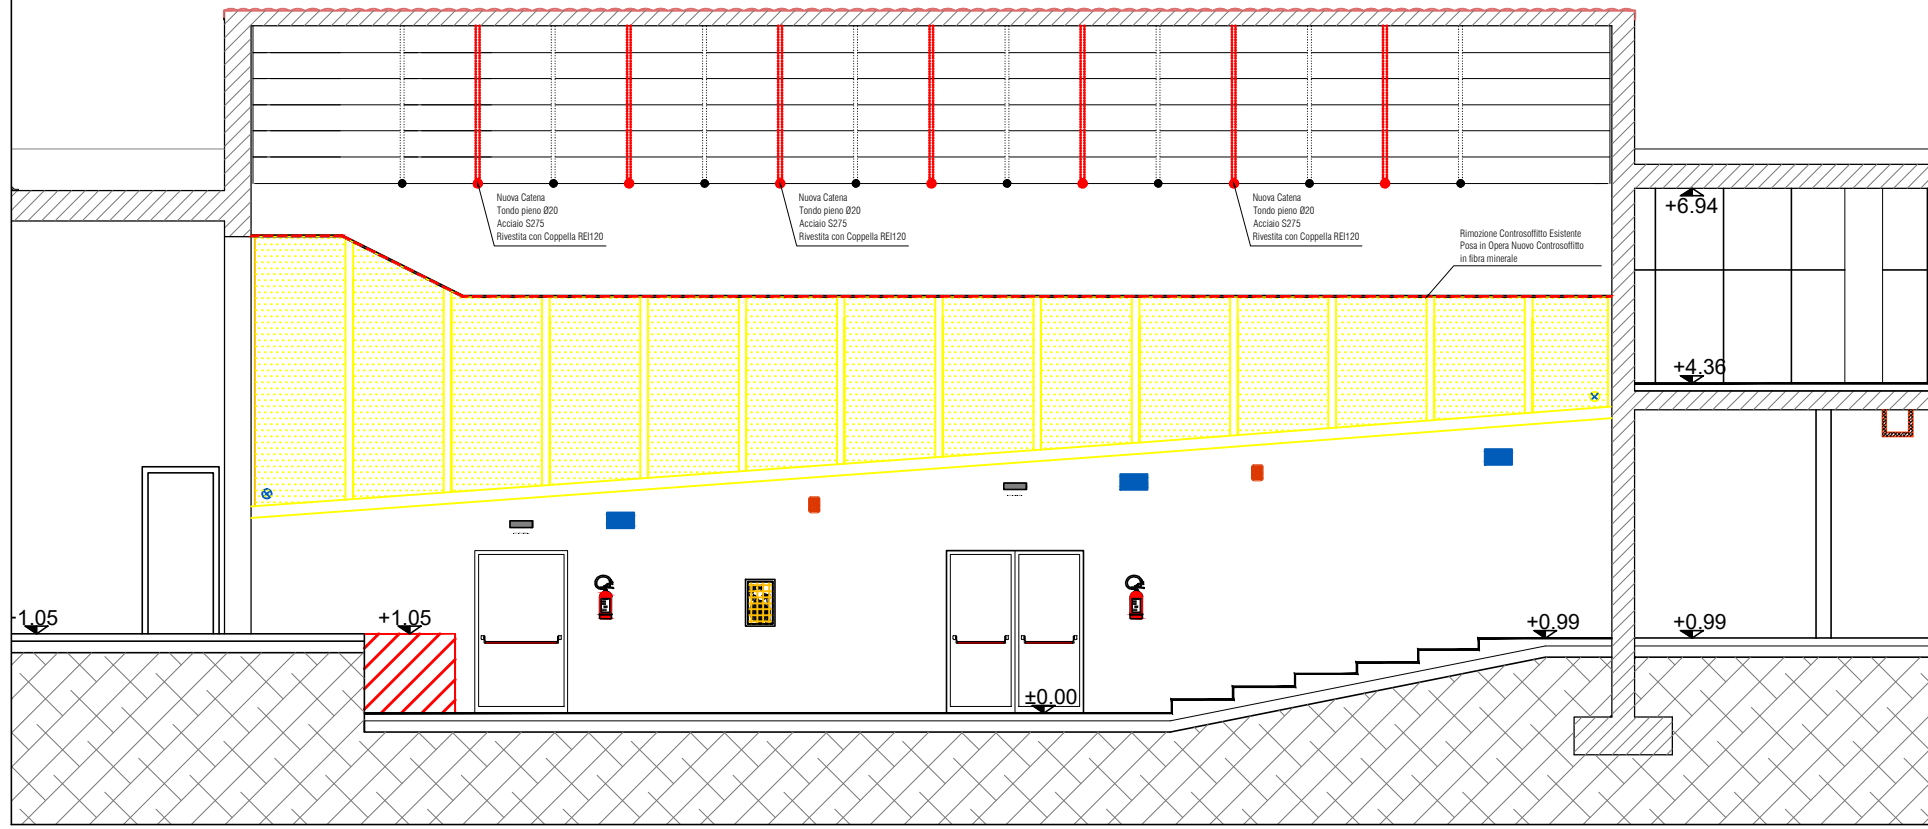 Nuova Catena
Tondo pieno Ø20
Acciaio S275
Rivestita con Coppella REI120
Nuova Catena
Tondo pieno Ø20
Acciaio S275
Rivestita con Coppella REI120
Nuova Catena
Tondo pieno Ø20
Acciaio S275
Rivestita con Coppella REI120
Rimozione Controsoffitto Esistente
Posa in Opera Nuovo Controsoffitto
in fibra minerale
+6.94
+4.36
+1.05
+1.05
±0.00
+0.99
+0.99